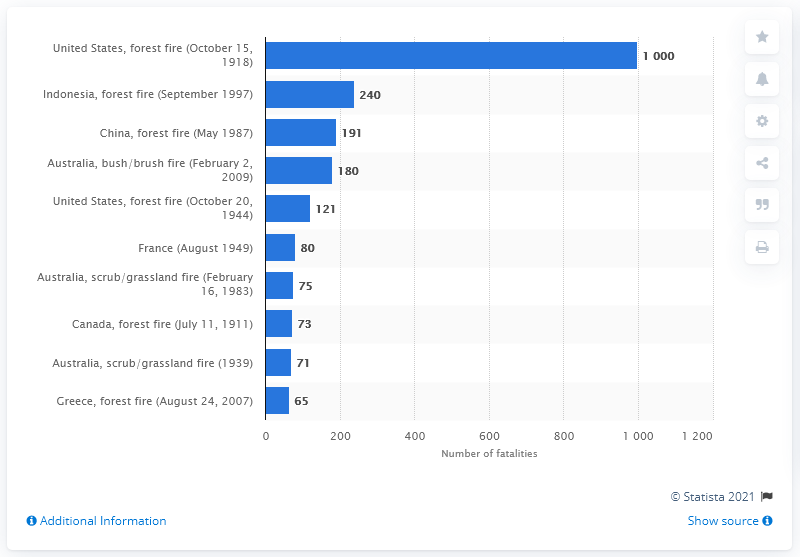 United States, forest fire (October 15,
1918)
1 000
Indonesia, forest fire (September 1997)
240
China, forest fire (May 1987)
191
Australia, bush/brush fire (February 2,
2009)
180
United States, forest fire (October 20,
1944)
121
France (August 1949)
80
Australia, scrub/grassland fire (February
16, 1983)
75
Canada, forest fire (July 11, 1911)
73
Australia, scrub/grassland fire (1939)
71
Greece, forest fire (August 24, 2007)
65
0 200 400 600 800 1 000 1 200
Number of fatalities
© Statista 2021
Additional Information
Show source